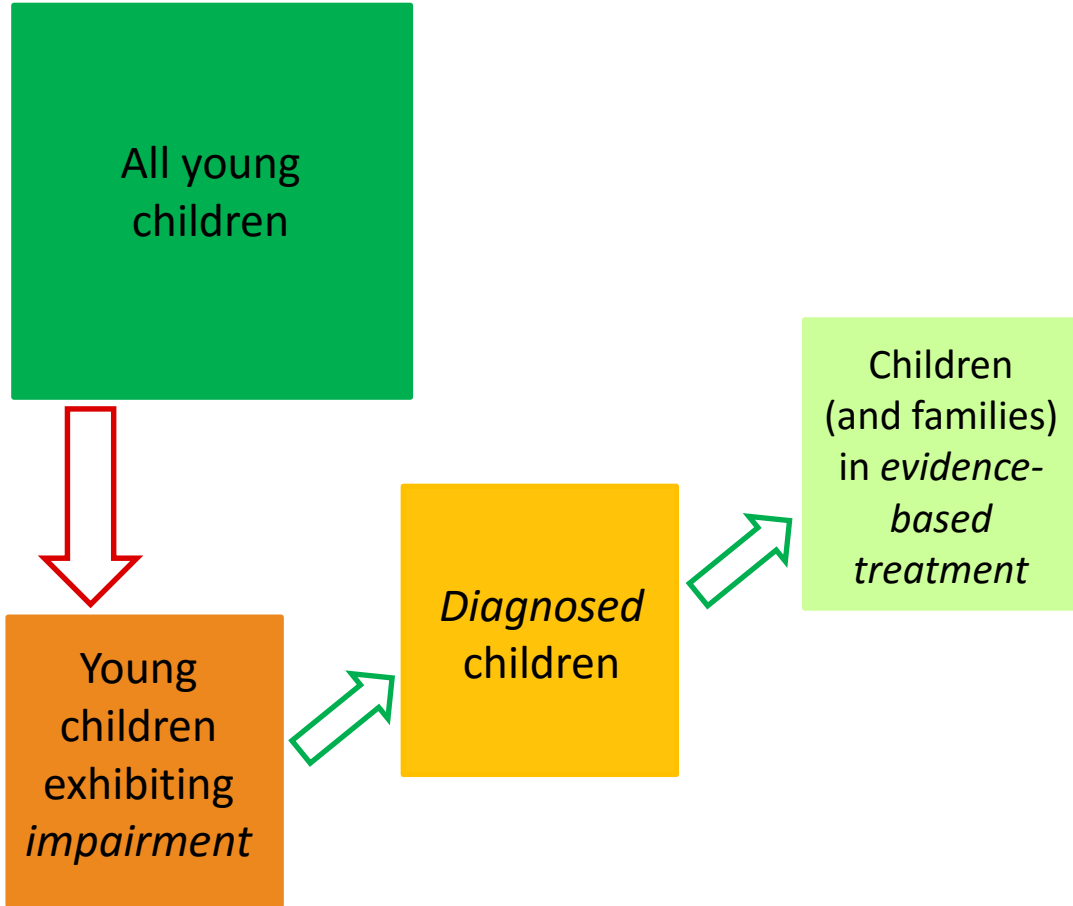 All young
children
Young
children
exhibiting
impairment
Diagnosed
children
Children
(and families)
in evidence-
based
treatment